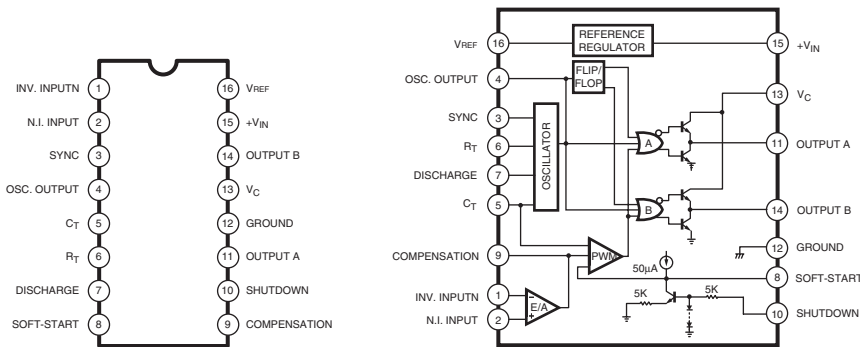 INV. INPUTN 1 16 VREF
N.I. INPUT 2 15 +VIN
SYNC 3 14 OUTPUT B
OSC. OUTPUT 4 13 VC
CT 5 12 GROUND
RT 6 11 OUTPUT A
DISCHARGE 7 10 SHUTDOWN
SOFT-START 8 9 COMPENSATION
VREF 16 REFERENCE REGULATOR 15 +VIN
OSC. OUTPUT 4 FLIP/
FLOP
13 VC
SYNC 3
RT 6
DISCHARGE 7
CT 5
OSCILLATOR
A 11 OUTPUT A
B 14 OUTPUT B
12 GROUND
COMPENSATION 9 PWM
50µA 8 SOFT-START
INV. INPUTN 1
N.I. INPUT 2
− E/A +
5K 5K
10 SHUTDOWN